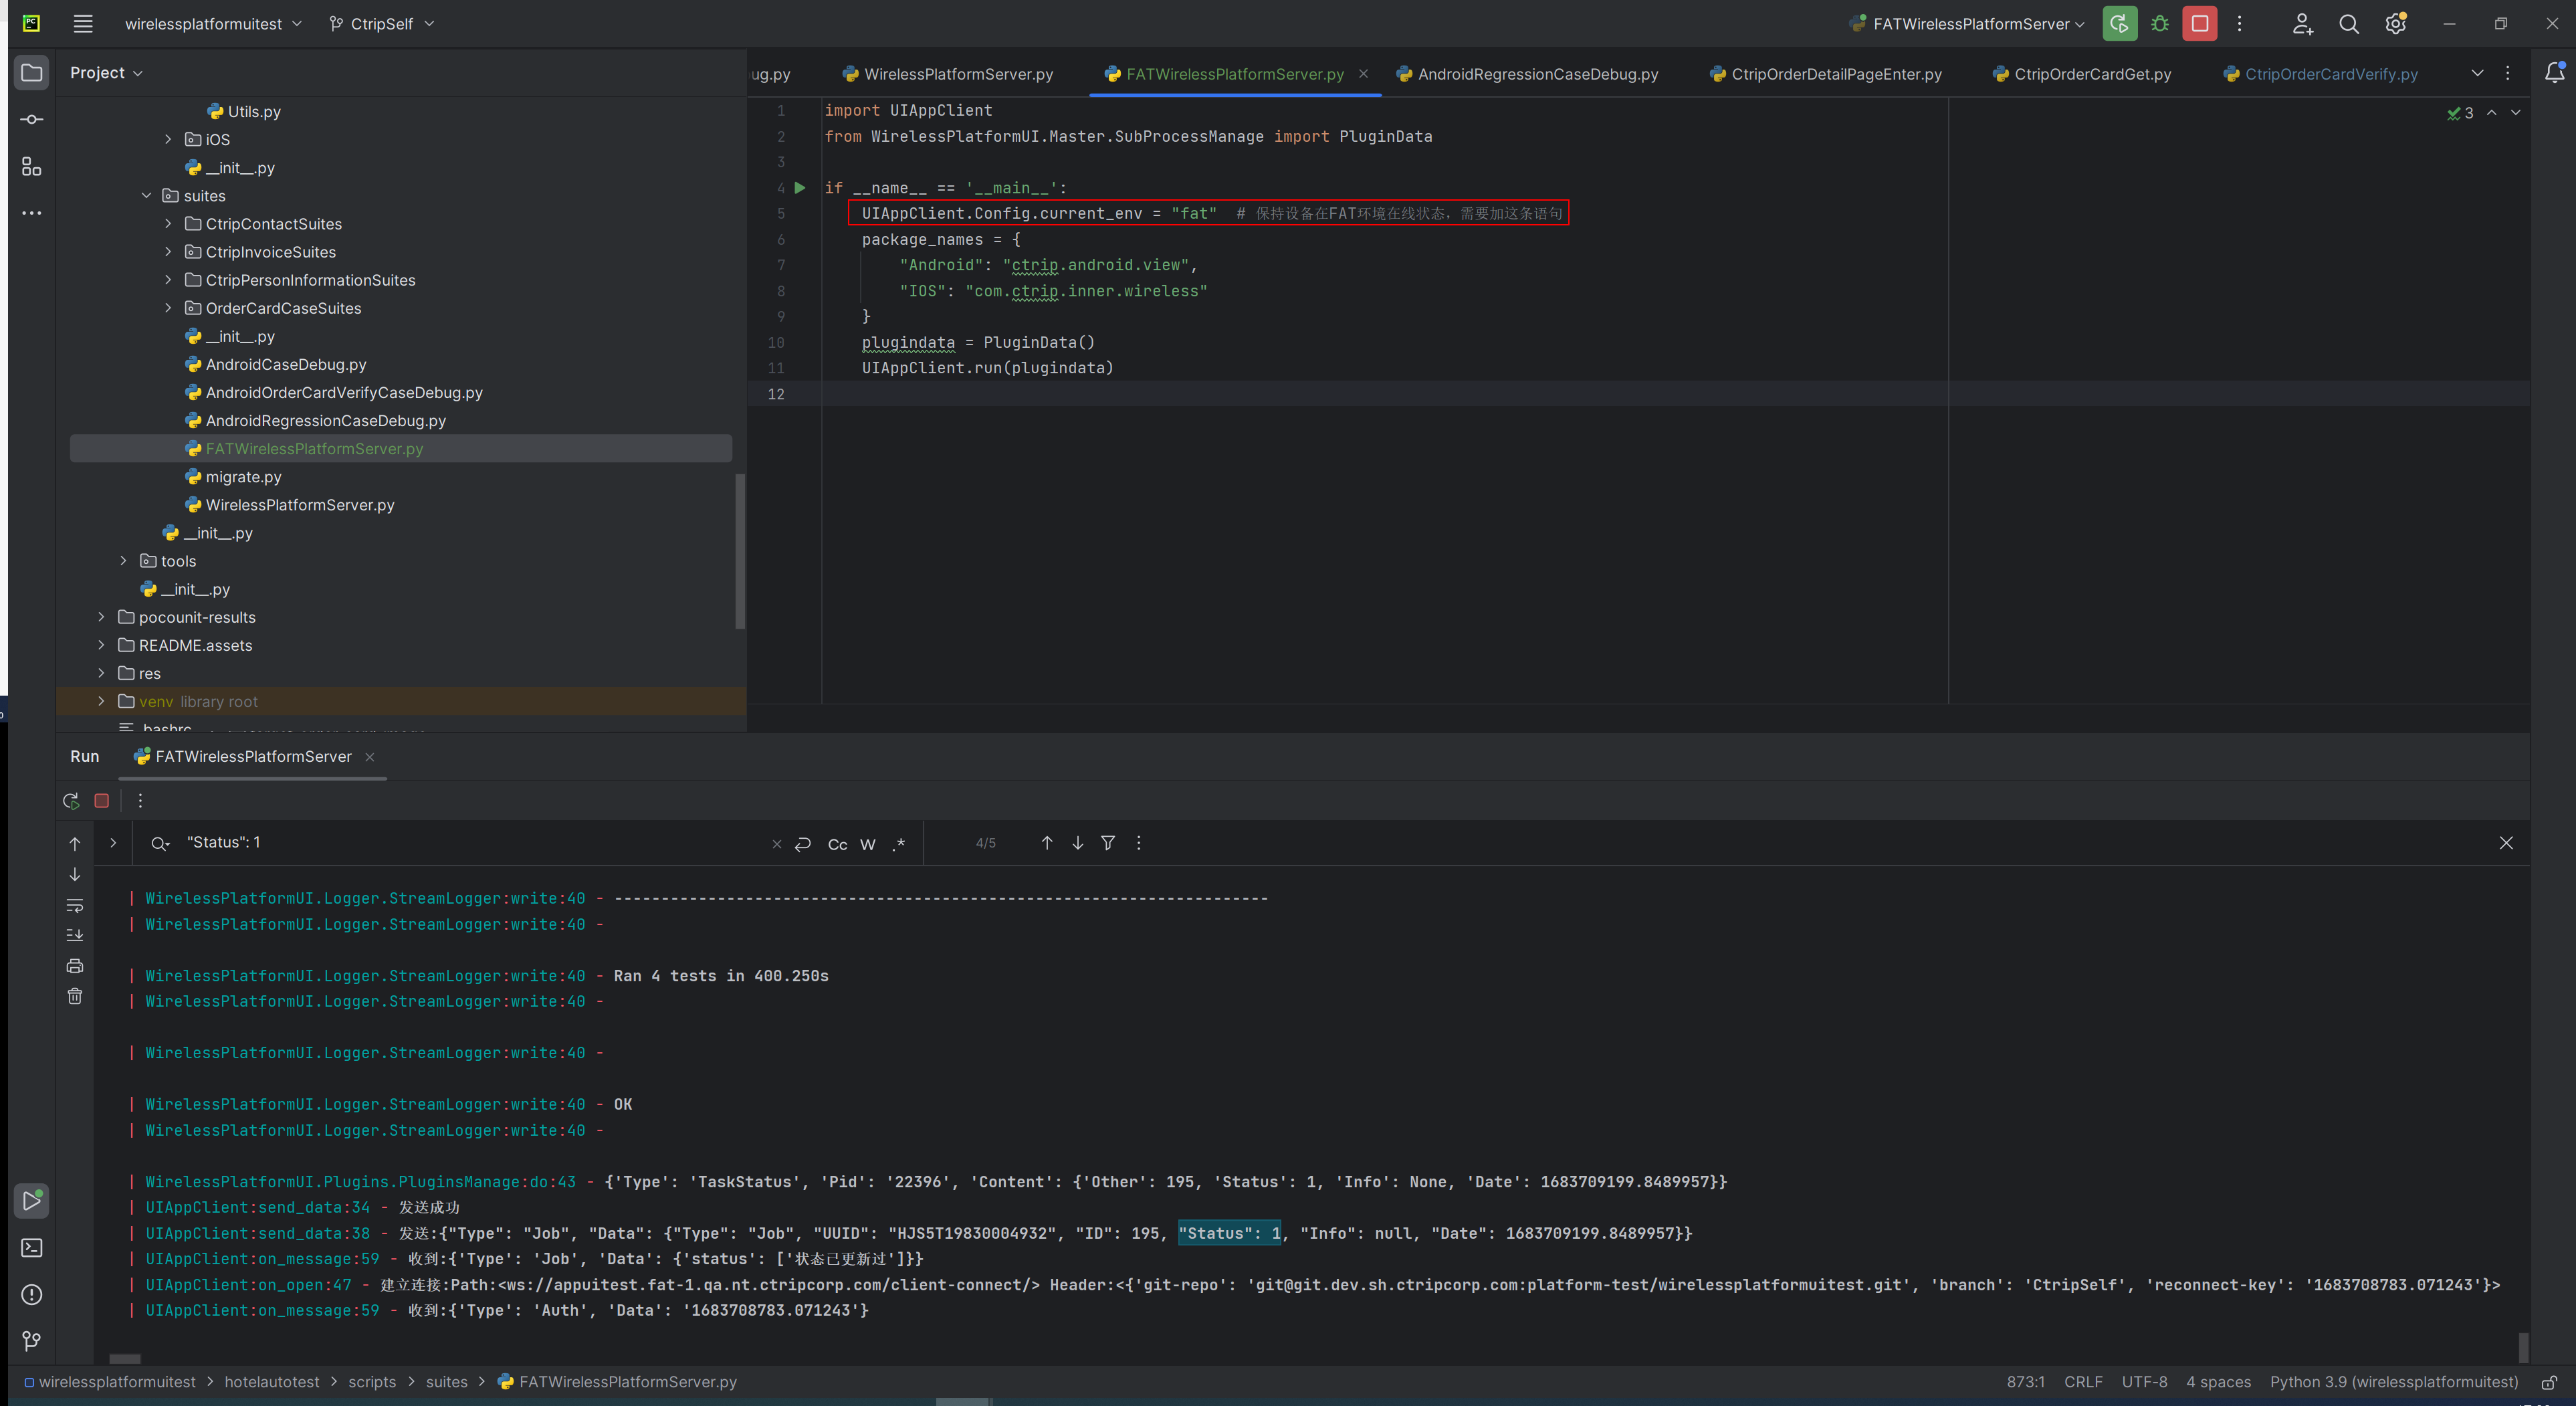 wirelessplatformuitest
CtripSelf
FATWirelessPlatformServer
Project
ug.py
WirelessPlatformServer.py
FATWirelessPlatformServer.py
AndroidRegressionCaseDebug.py
CtripOrderDetailPageEnter.py
CtripOrderCardGet.py
CtripOrderCardVerify.py
Utils.py
iOS
__init__.py
suites
CtripContactSuites
CtripInvoiceSuites
CtripPersonInformationSuites
OrderCardCaseSuites
__init__.py
AndroidCaseDebug.py
AndroidOrderCardVerifyCaseDebug.py
AndroidRegressionCaseDebug.py
FATWirelessPlatformServer.py
migrate.py
WirelessPlatformServer.py
__init__.py
tools
__init__.py
pocounit-results
README.assets
res
venv library root
1 import UIAppClient
2 from WirelessPlatformUI.Master.SubProcessManage import PluginData
3
4 if __name__ == '__main__':
5 UIAppClient.Config.current_env = "fat" # 保持设备在FAT环境在线状态，需要加这条语句
6 package_names = {
7 "Android": "ctrip.android.view",
8 "IOS": "com.ctrip.inner.wireless"
9 }
10 plugindata = PluginData()
11 UIAppClient.run(plugindata)
12
3
Run
FATWirelessPlatformServer
"Status": 1
Cc W .*
4/5
| WirelessPlatformUI.Logger.StreamLogger:write:40 - ----------------------------------------------------------------------
| WirelessPlatformUI.Logger.StreamLogger:write:40 -
| WirelessPlatformUI.Logger.StreamLogger:write:40 - Ran 4 tests in 400.250s
| WirelessPlatformUI.Logger.StreamLogger:write:40 -
| WirelessPlatformUI.Logger.StreamLogger:write:40 -
| WirelessPlatformUI.Logger.StreamLogger:write:40 - OK
| WirelessPlatformUI.Logger.StreamLogger:write:40 -
| WirelessPlatformUI.Plugins.PluginsManage:do:43 - {'Type': 'TaskStatus', 'Pid': '22396', 'Content': {'Other': 195, 'Status': 1, 'Info': None, 'Date': 1683709199.8489957}}
| UIAppClient:send_data:34 - 发送成功
| UIAppClient:send_data:38 - 发送:{"Type": "Job", "Data": {"Type": "Job", "UUID": "HJS5T19830004932", "ID": 195, "Status": 1, "Info": null, "Date": 1683709199.8489957}}
| UIAppClient:on_message:59 - 收到:{'Type': 'Job', 'Data': {'status': ['状态已更新过']}}
| UIAppClient:on_open:47 - 建立连接:Path:<ws://appuitest.fat-1.qa.nt.ctripcorp.com/client-connect/> Header:<{'git-repo': 'git@git.dev.sh.ctripcorp.com:platform-test/wirelessplatformuitest.git', 'branch': 'CtripSelf', 'reconnect-key': '1683708783.071243'}>
| UIAppClient:on_message:59 - 收到:{'Type': 'Auth', 'Data': '1683708783.071243'}
wirelessplatformuitest > hotelautotest > scripts > suites > FATWirelessPlatformServer.py
873:1 CRLF UTF-8 4 spaces Python 3.9 (wirelessplatformuitest)